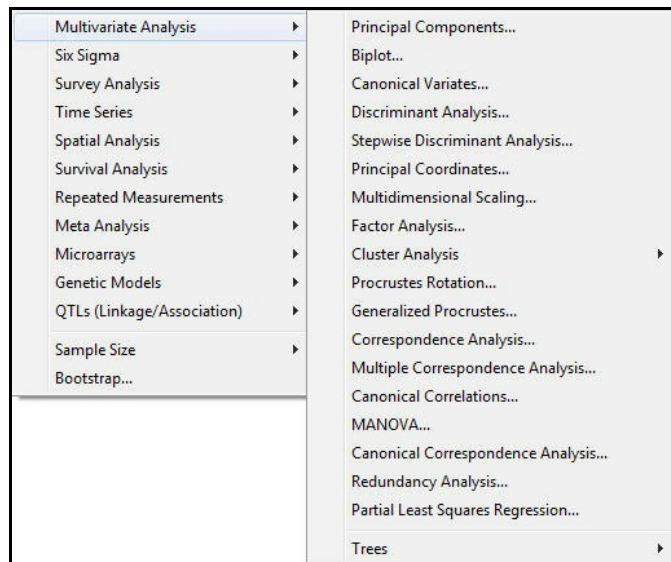 Multivariate Analysis
Six Sigma
Survey Analysis
Time Series
Spatial Analysis
Survival Analysis
Repeated Measurements
Meta Analysis
Microarrays
Genetic Models
QTLs (Linkage/Association)
Sample Size
Bootstrap...
Principal Components...
Biplot...
Canonical Variates...
Discriminant Analysis...
Stepwise Discriminant Analysis...
Principal Coordinates...
Multidimensional Scaling...
Factor Analysis...
Cluster Analysis
Procrustes Rotation...
Generalized Procrustes...
Correspondence Analysis...
Multiple Correspondence Analysis...
Canonical Correlations...
MANOVA...
Canonical Correspondence Analysis...
Redundancy Analysis...
Partial Least Squares Regression...
Trees